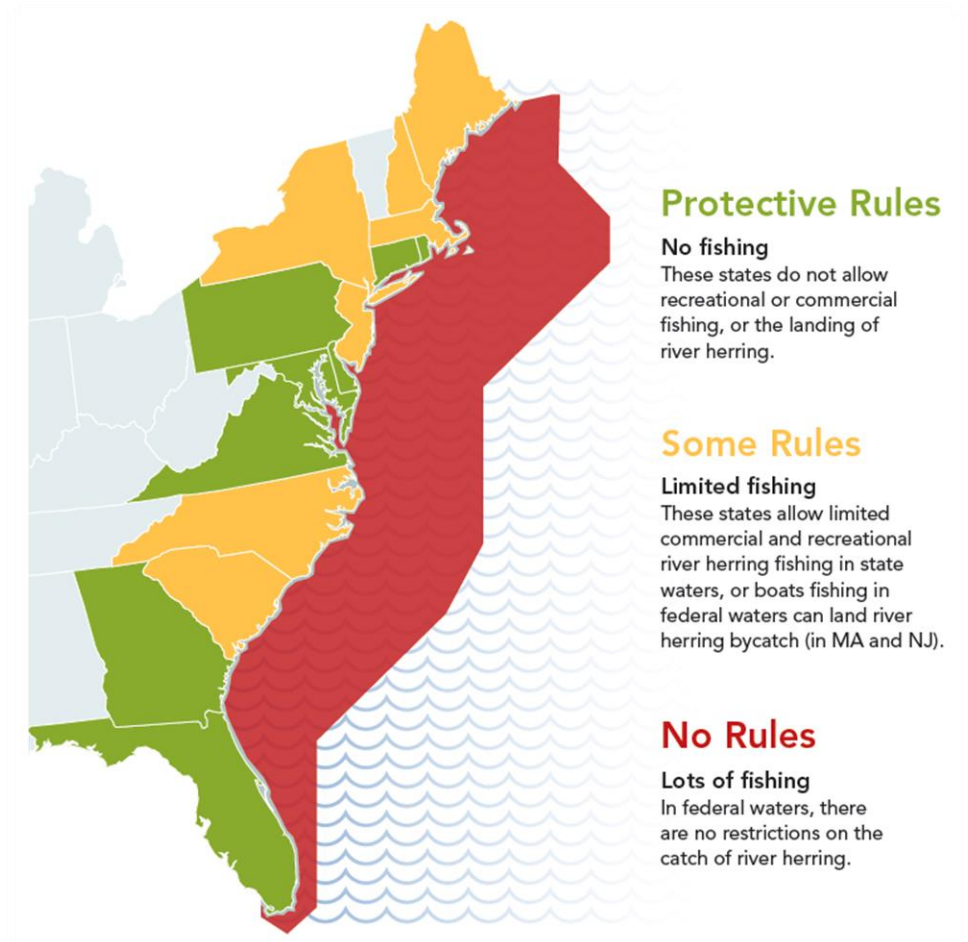 Protective Rules
No fishing
These states do not allow
recreational or commercial
fishing, or the landing of
river herring.
Some Rules
Limited fishing
These states allow limited
commercial and recreational
river herring fishing in state
waters, or boats fishing in
federal waters can land river
herring bycatch (in MA and NJ).
No Rules
Lots of fishing
In federal waters, there
are no restrictions on the
catch of river herring.